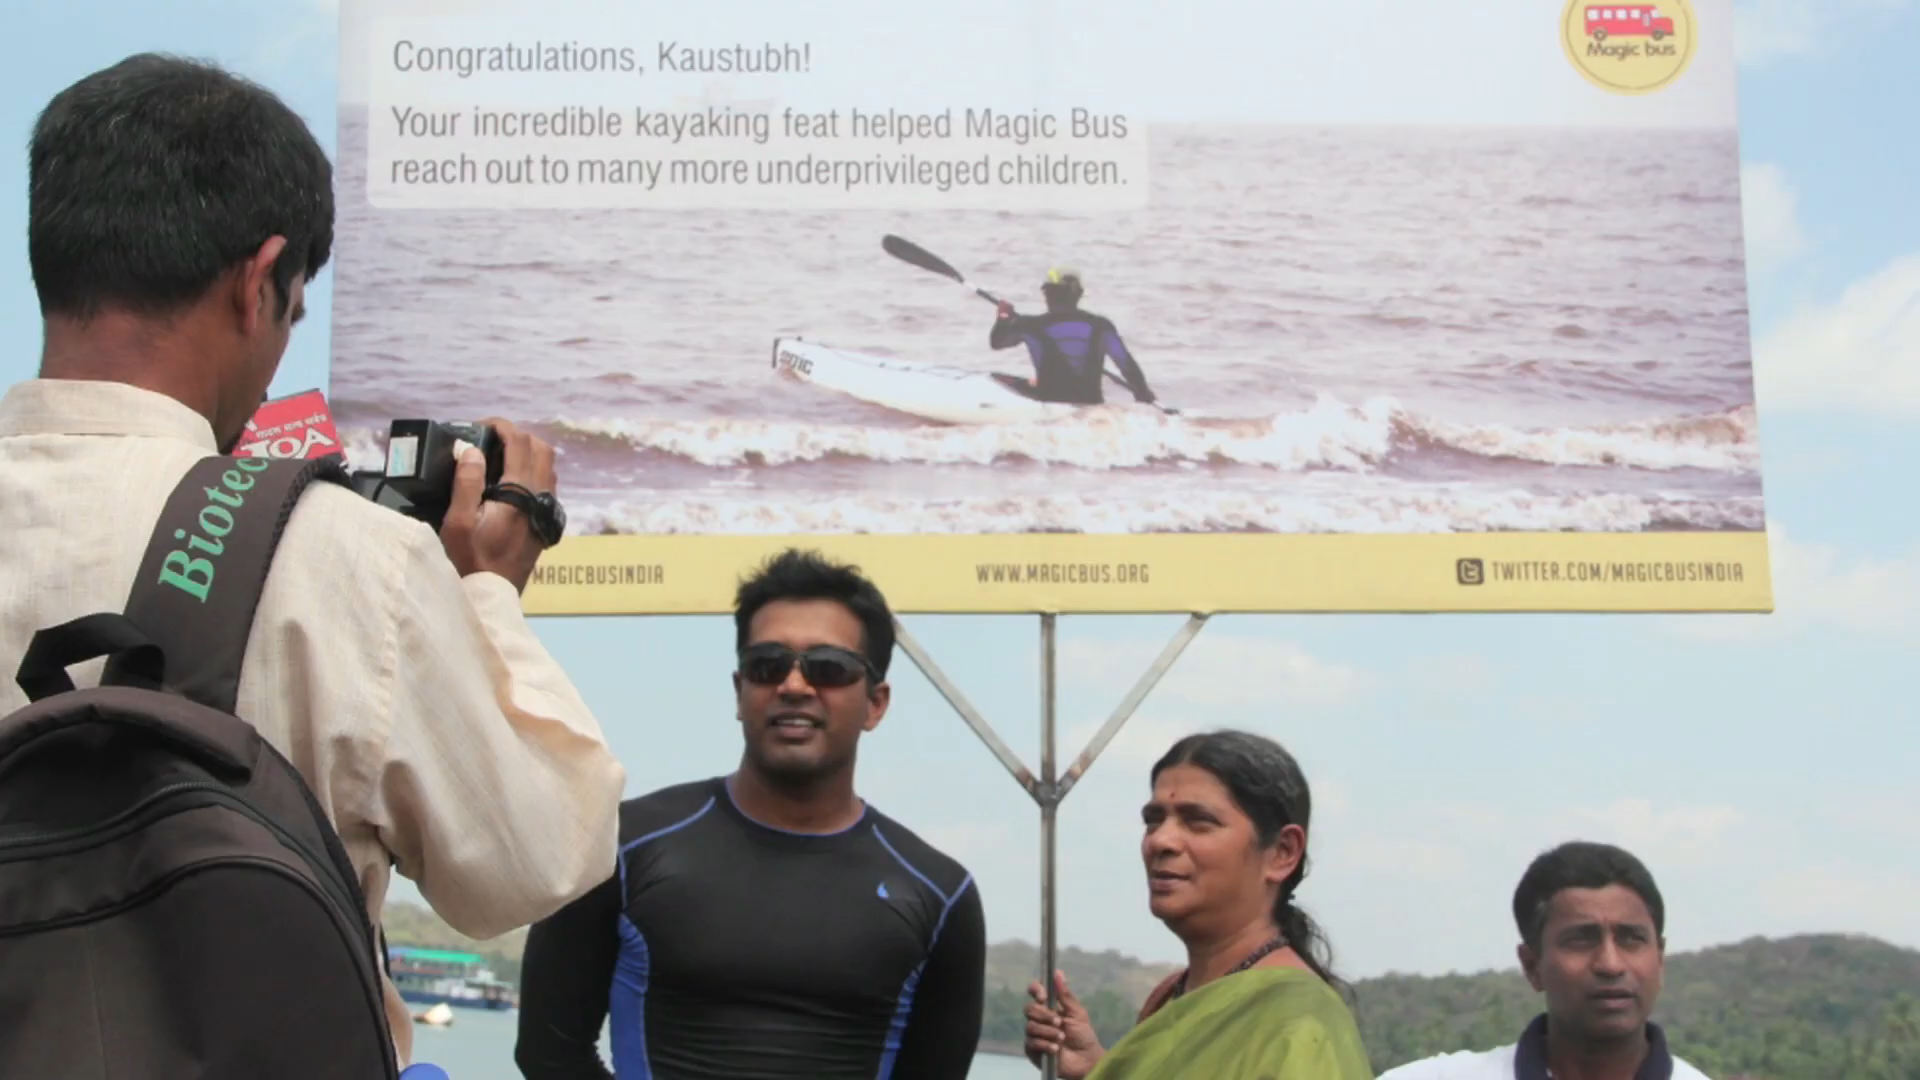 Magic bus
Congratulations, Kaustubh!
Your incredible kayaking feat helped Magic Bus
reach out to many more underprivileged children.
GOA
Biotec
MAGICBUSINDIA
WWW.MAGICBUS.ORG
TWITTER.COM/MAGICBUSINDIA